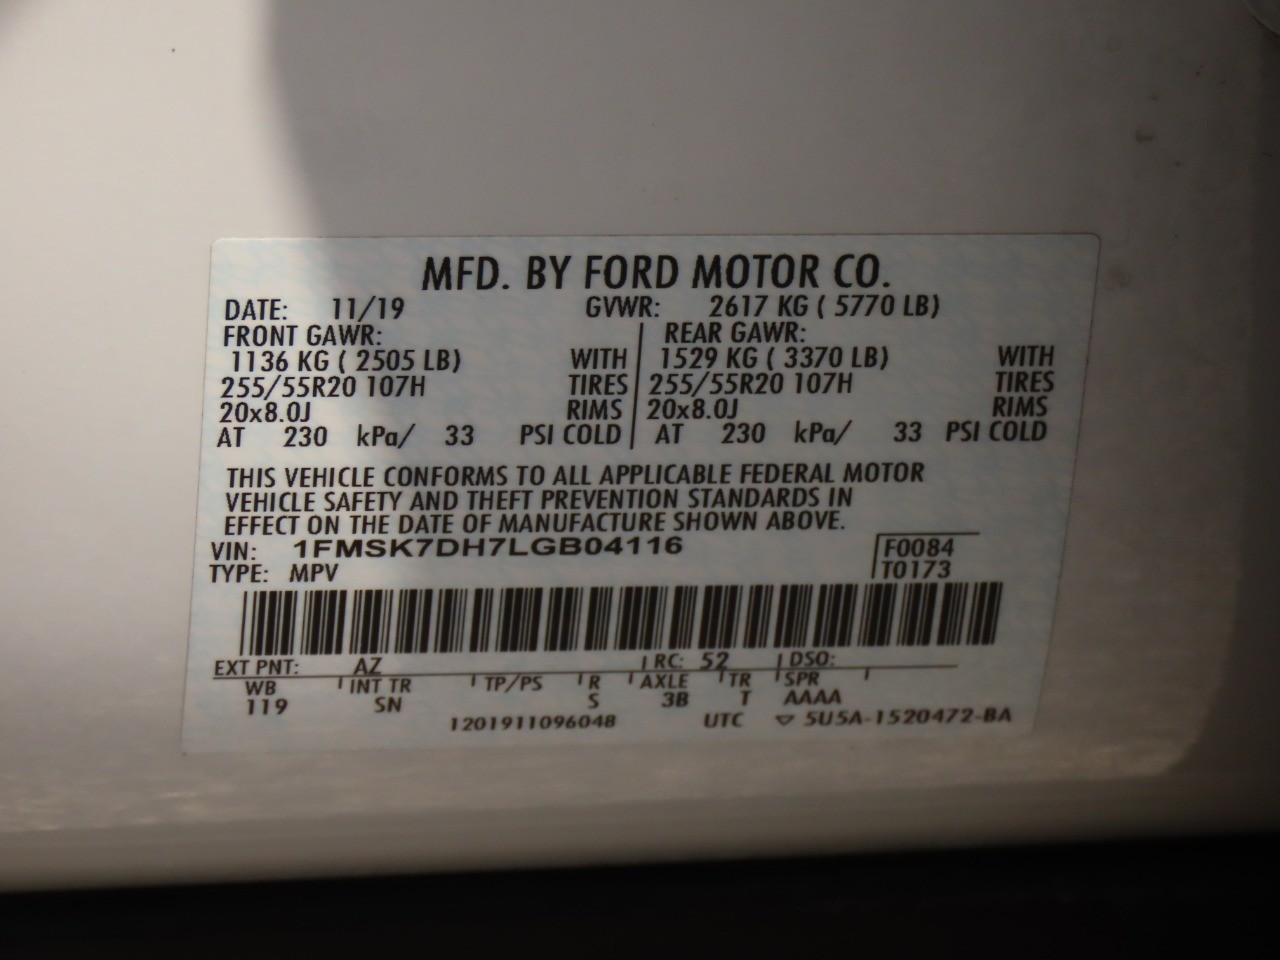 MFD. BY FORD MOTOR CO.
DATE: 11/19 GVWR: 2617 KG ( 5770 LB)
FRONT GAWR: REAR GAWR:
1136 KG ( 2505 LB) WITH 1529 KG ( 3370 LB) WITH
255/55R20 107H TIRES 255/55R20 107H TIRES
20x8.0J RIMS 20x8.0J RIMS
AT 230 kPa/ 33 PSI COLD AT 230 kPa/ 33 PSI COLD
THIS VEHICLE CONFORMS TO ALL APPLICABLE FEDERAL MOTOR
VEHICLE SAFETY AND THEFT PREVENTION STANDARDS IN
EFFECT ON THE DATE OF MANUFACTURE SHOWN ABOVE.
VIN: 1FMSK7DH7LGB04116 F0084
TYPE: MPV T0173
EXT PNT: AZ RC: 52 DSO:
WB INT TR TP/PS R AXLE TR SPR
119 SN S 3B T AAAA
1201911096048 UTC ▽ 5U5A-1520472-BA